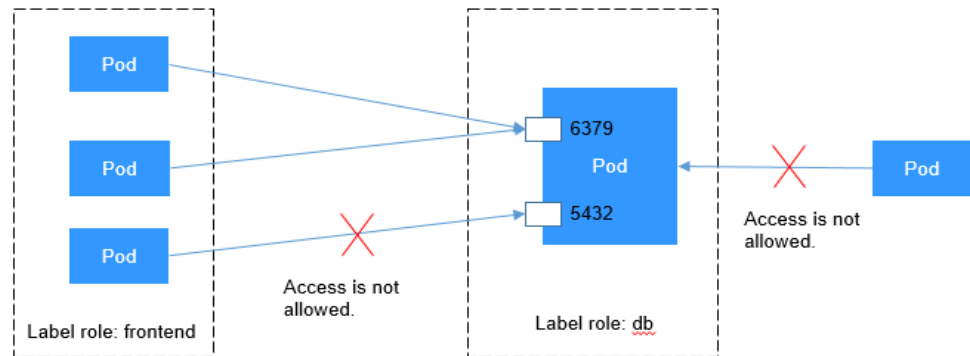 Pod
Pod
Pod
Access is not
allowed.
Label role: frontend
6379
Pod
5432
Label role: db
Pod
Access is not
allowed.